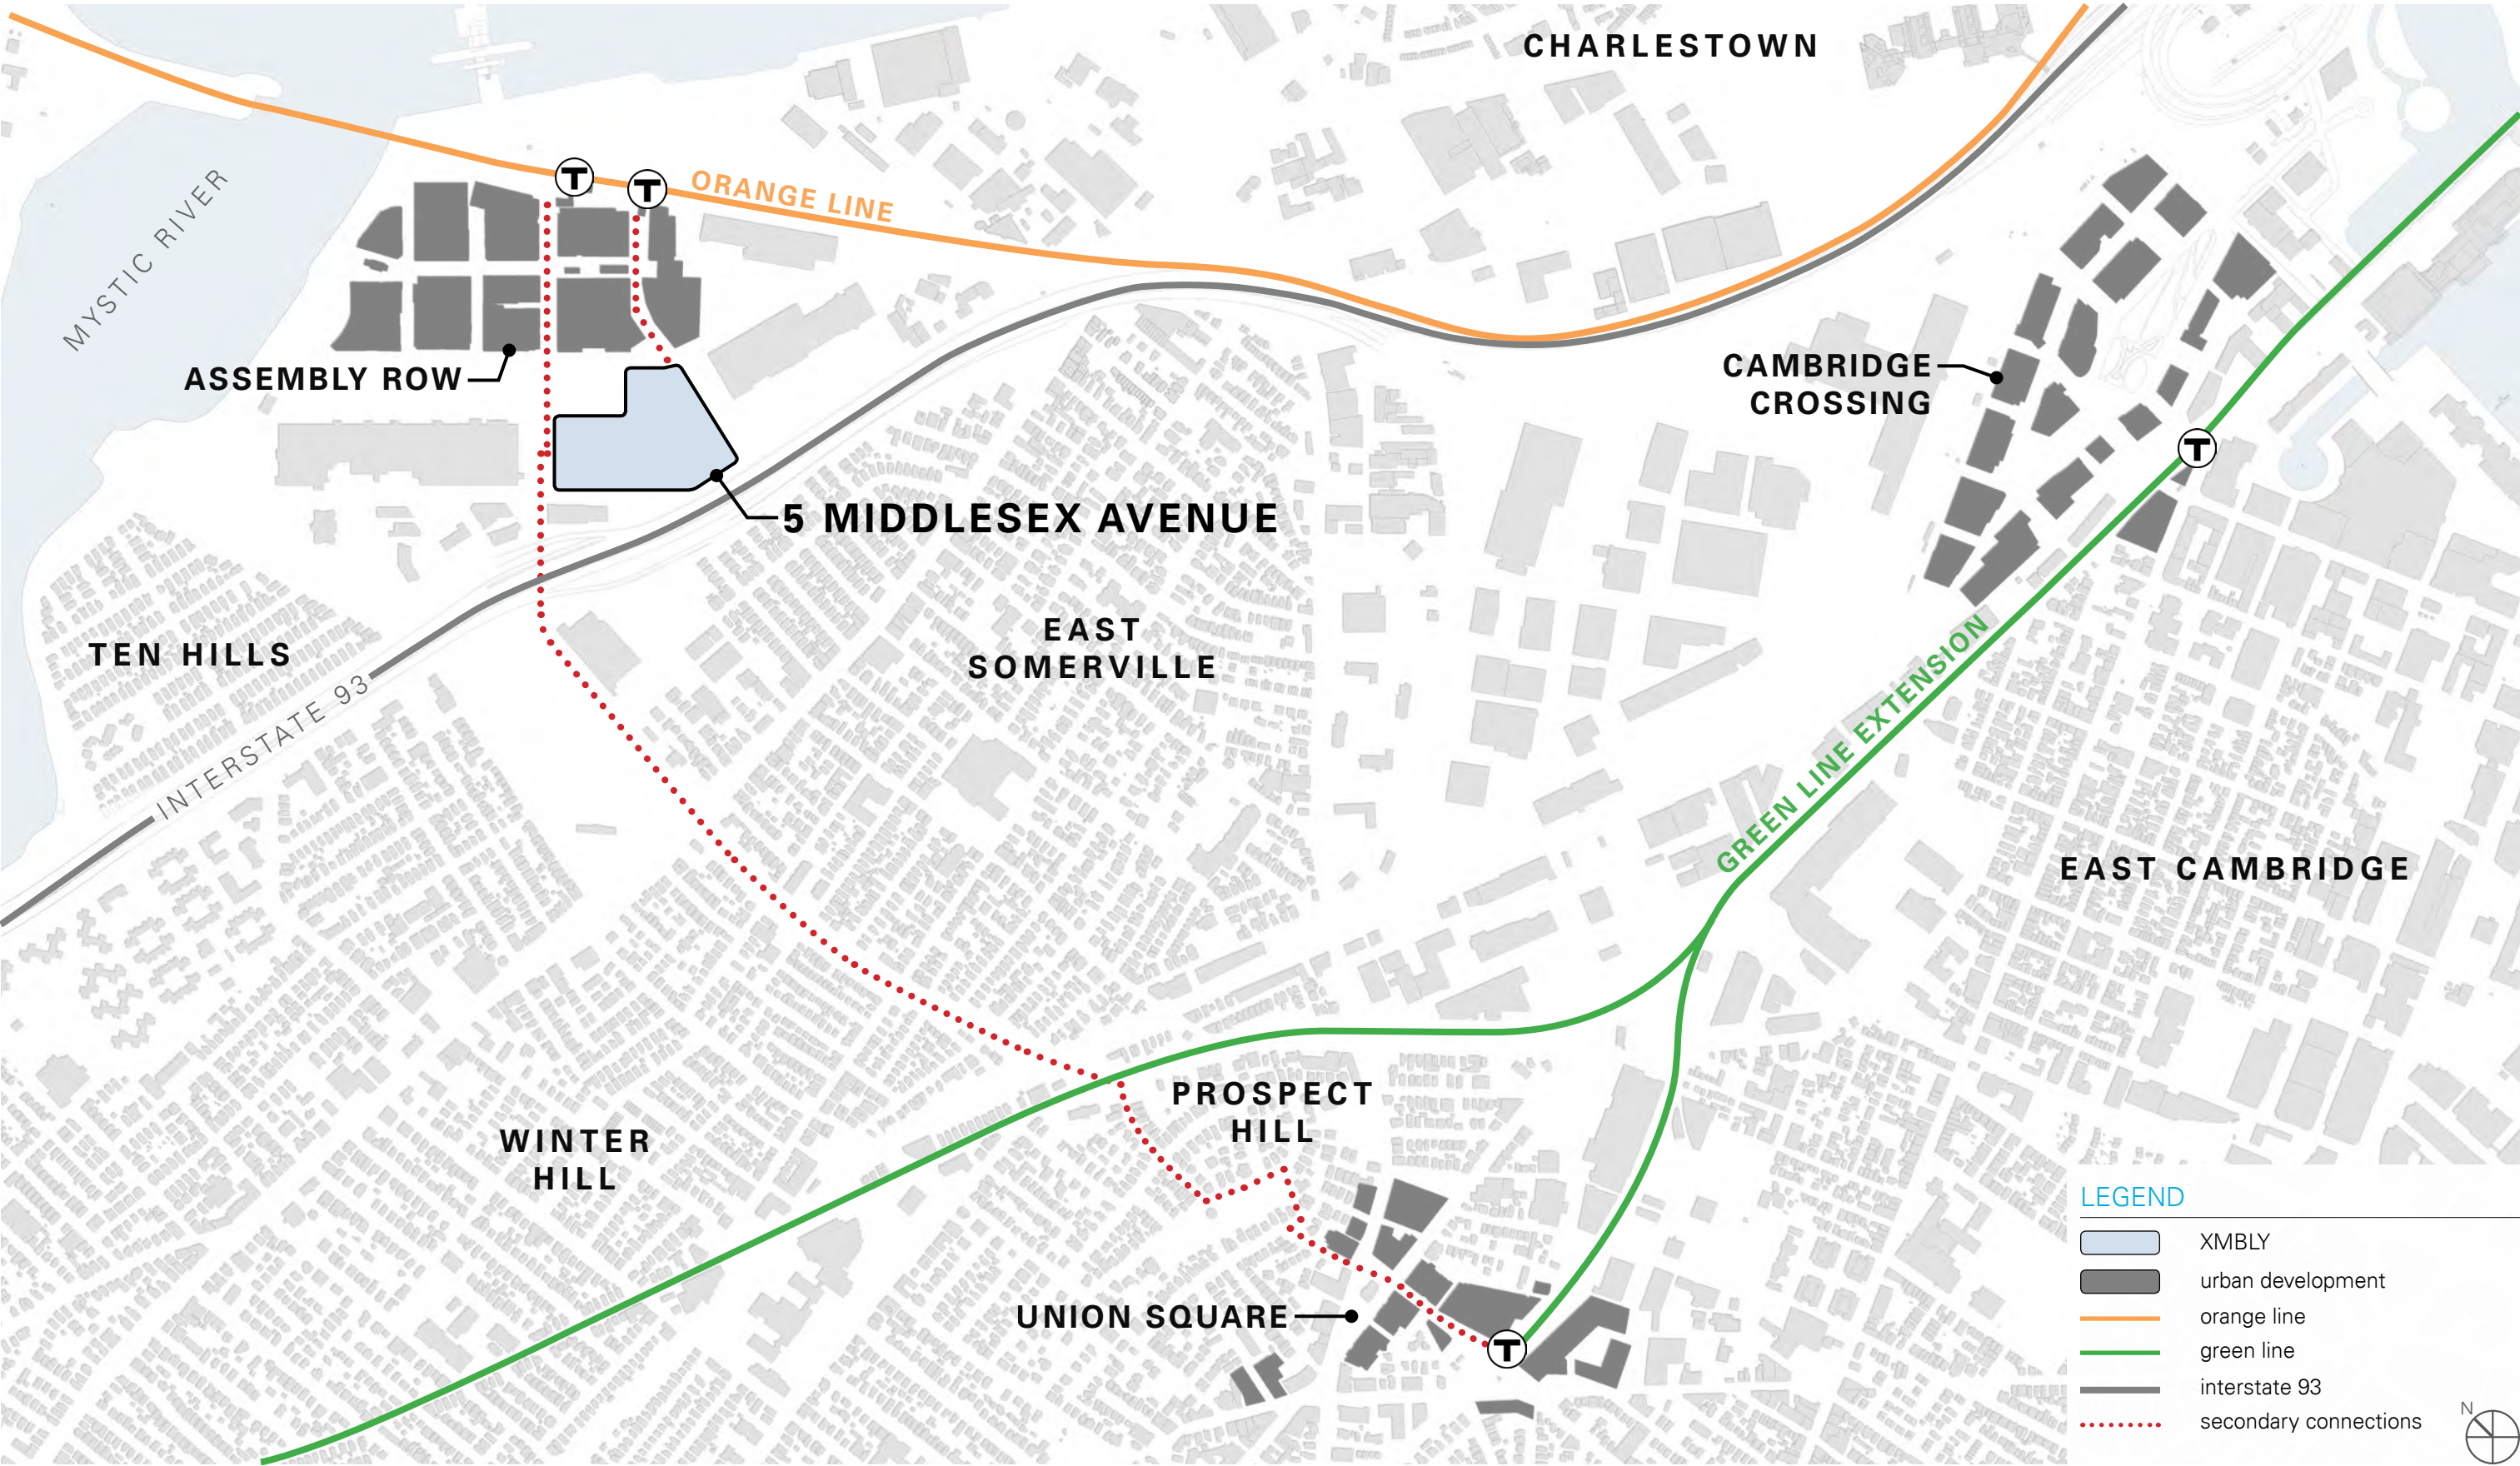 CHARLESTOWN
T
T
ORANGE LINE
MYSTIC RIVER
ASSEMBLY ROW
CAMBRIDGE
CROSSING
T
5 MIDDLESEX AVENUE
TEN HILLS
EAST
SOMERVILLE
INTERSTATE 93
GREEN LINE EXTENSION
EAST CAMBRIDGE
PROSPECT
HILL
WINTER
HILL
UNION SQUARE
T
LEGEND
XMBLY
urban development
orange line
green line
interstate 93
secondary connections
N